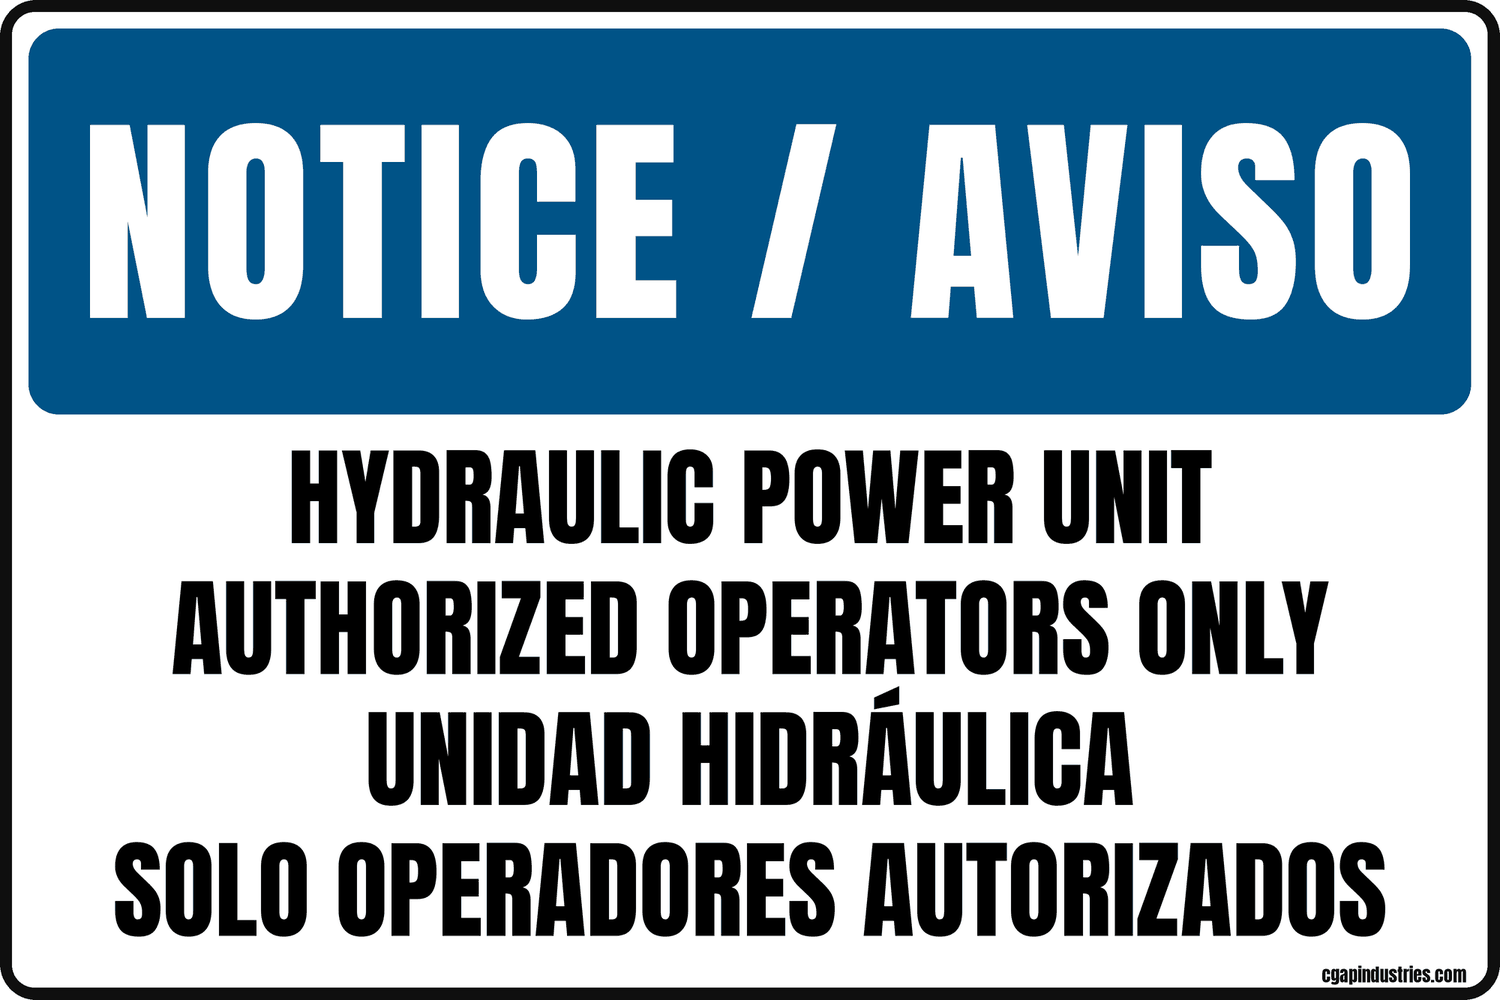 NOTICE / AVISO
HYDRAULIC POWER UNIT
AUTHORIZED OPERATORS ONLY
UNIDAD HIDRÁULICA
SOLO OPERADORES AUTORIZADOS
cgapindustries.com